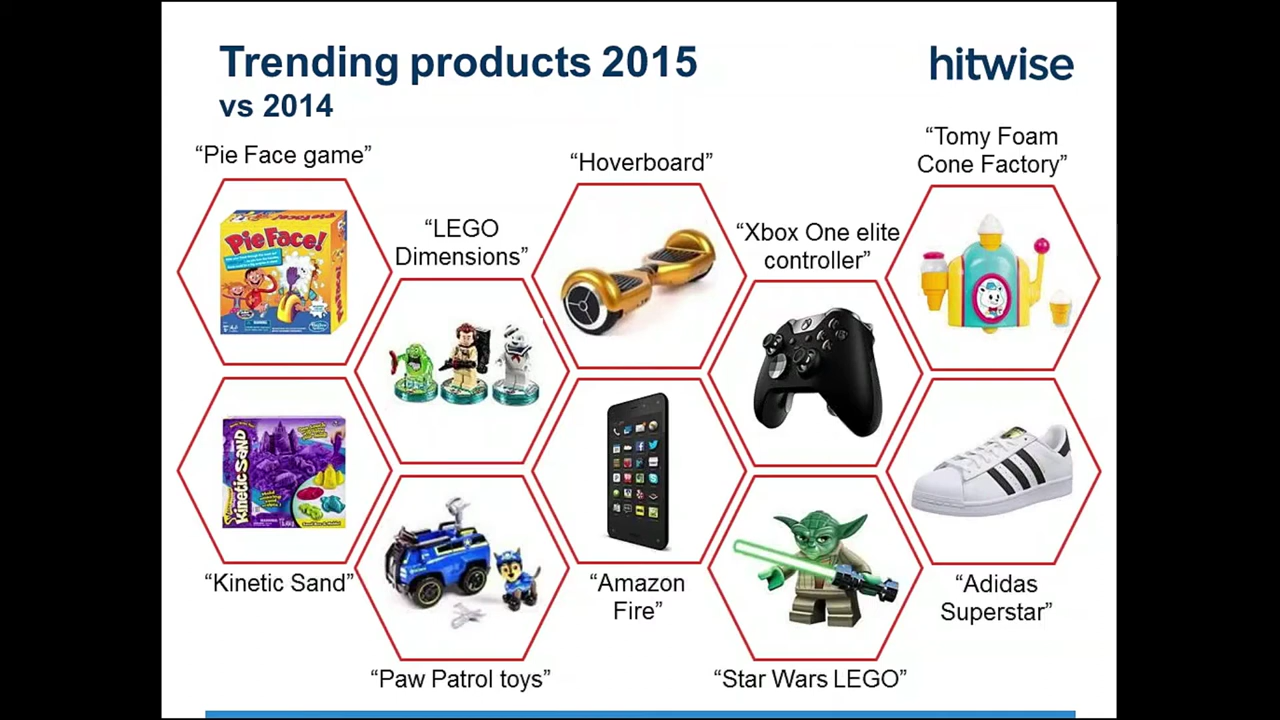 Trending products 2015
hitwise
vs 2014
“Pie Face game”
“LEGO
Dimensions”
“Hoverboard”
“Xbox One elite
controller”
“Tomy Foam
Cone Factory”
Pie Face!
Kinetic Sand
“Kinetic Sand”
“Paw Patrol toys”
“Amazon
Fire”
“Star Wars LEGO”
“Adidas
Superstar”